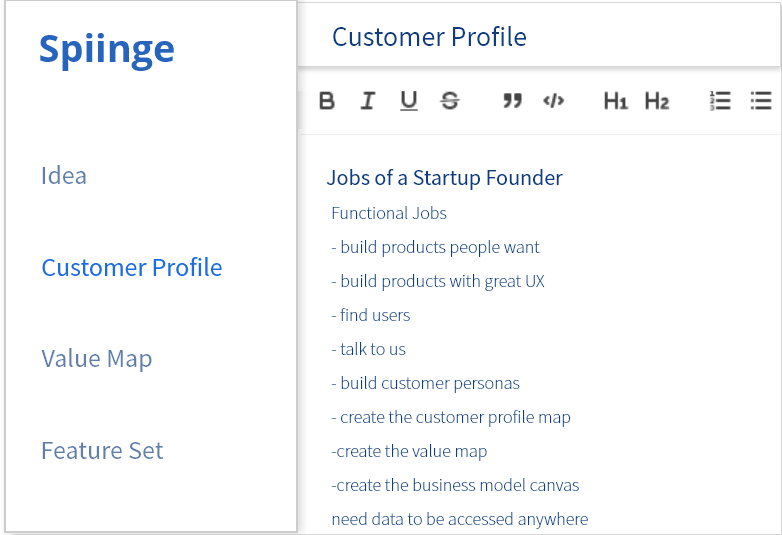 Spiinge
Idea
Customer Profile
Value Map
Feature Set
Customer Profile
B I U S ❞ </> H1 H2
Jobs of a Startup Founder
Functional Jobs
- build products people want
- build products with great UX
- find users
- talk to us
- build customer personas
- create the customer profile map
-create the value map
-create the business model canvas
need data to be accessed anywhere